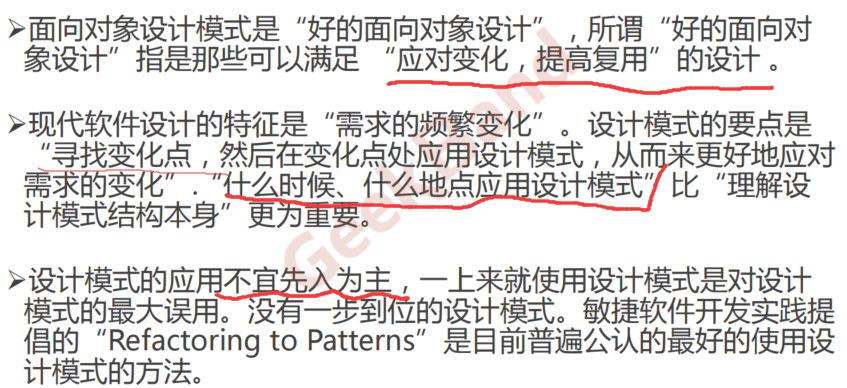 ➢面向对象设计模式是“好的面向对象设计”，所谓“好的面向对
象设计”指是那些可以满足 “应对变化，提高复用”的设计 。
➢现代软件设计的特征是“需求的频繁变化”。设计模式的要点是
“寻找变化点，然后在变化点处应用设计模式，从而来更好地应对
需求的变化”.“什么时候、什么地点应用设计模式”比“理解设
计模式结构本身”更为重要。
➢设计模式的应用不宜先入为主，一上来就使用设计模式是对设计
模式的最大误用。没有一步到位的设计模式。敏捷软件开发实践提
倡的“Refactoring to Patterns”是目前普遍公认的最好的使用设
计模式的方法。
GeekBand